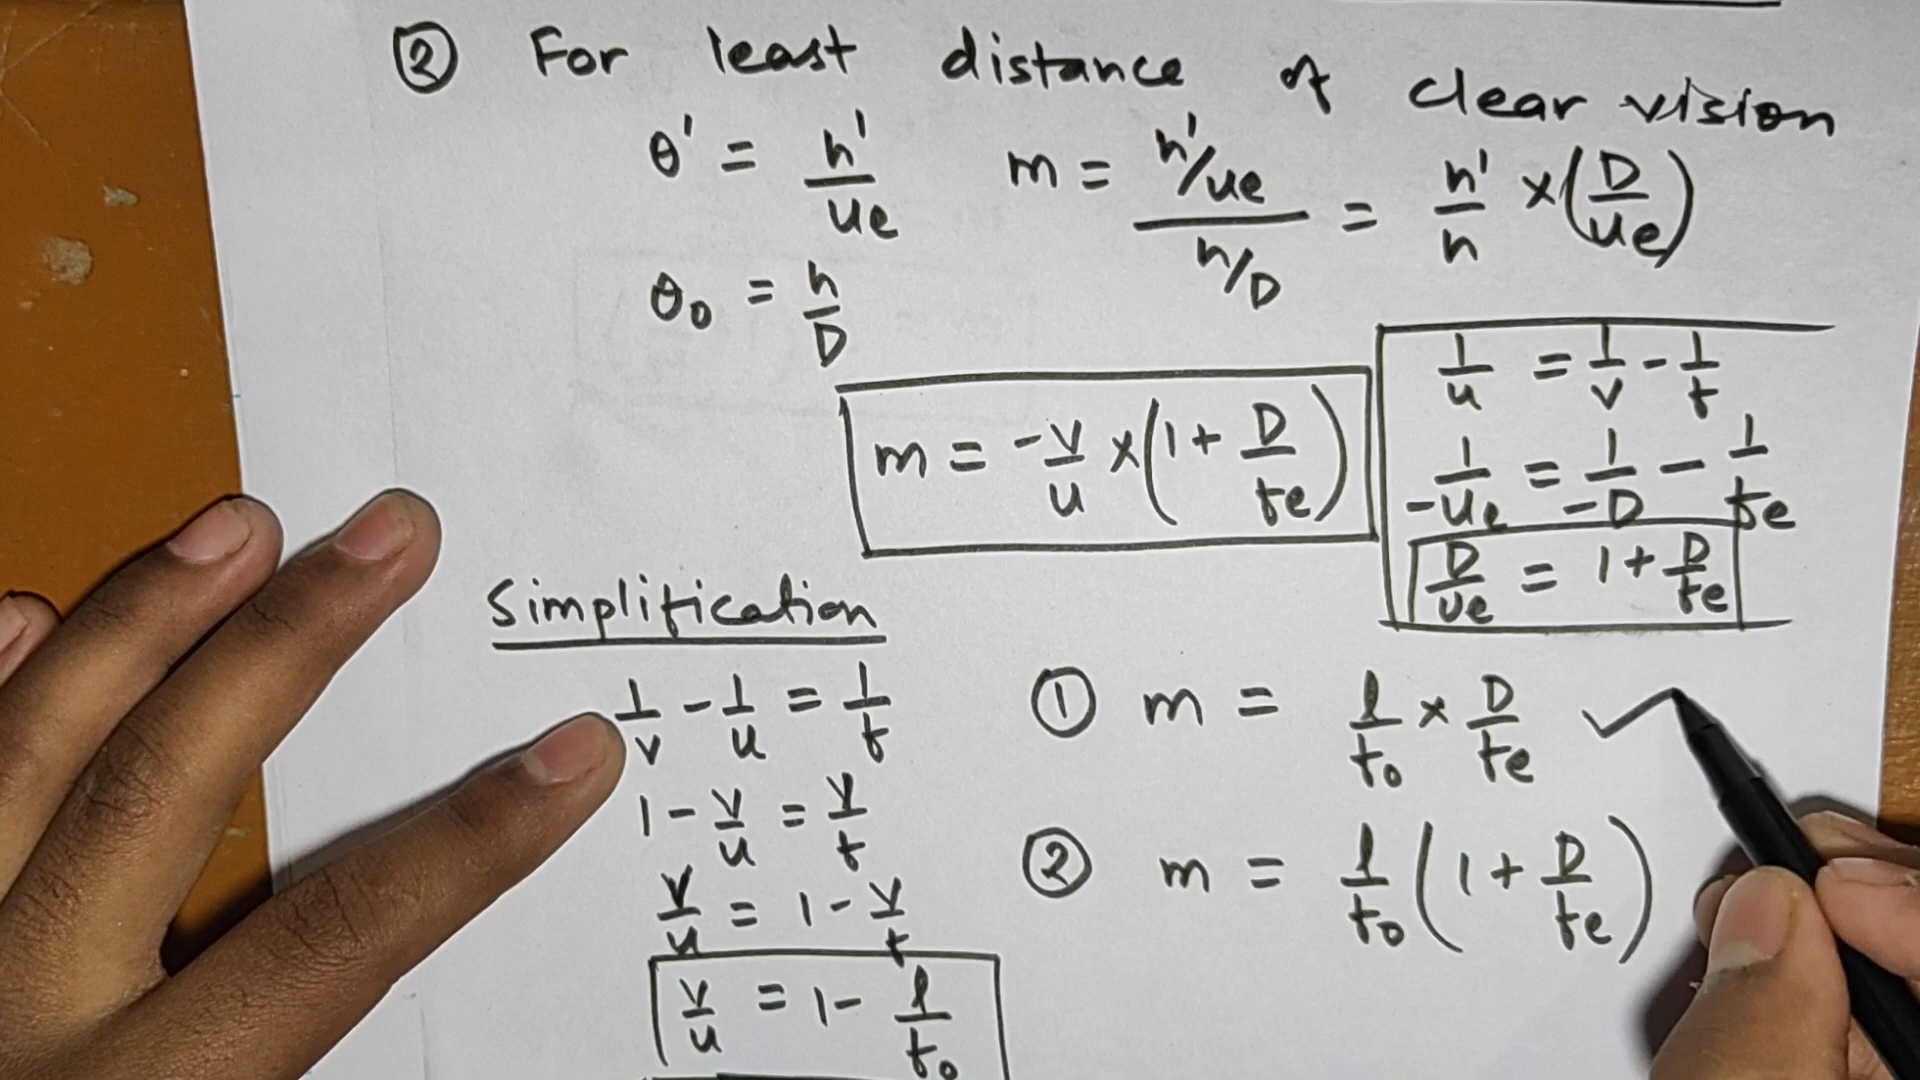 ② For least distance of clear vision
θ' = h'/ue   m = (h'/ue)/(h/D) = h'/h × (D/ue)
θ0 = h/D
m = -v/u × (1 + D/fe)
1/u = 1/v - 1/f
1/-ue = 1/-D - 1/fe
D/ue = 1 + D/fe
Simplification
1/v - 1/u = 1/f
1 - v/u = v/f
v/u = 1 - v/f
v/u = 1 - l/fo
① m = l/fo × D/fe ✓
② m = l/fo (1 + D/fe)